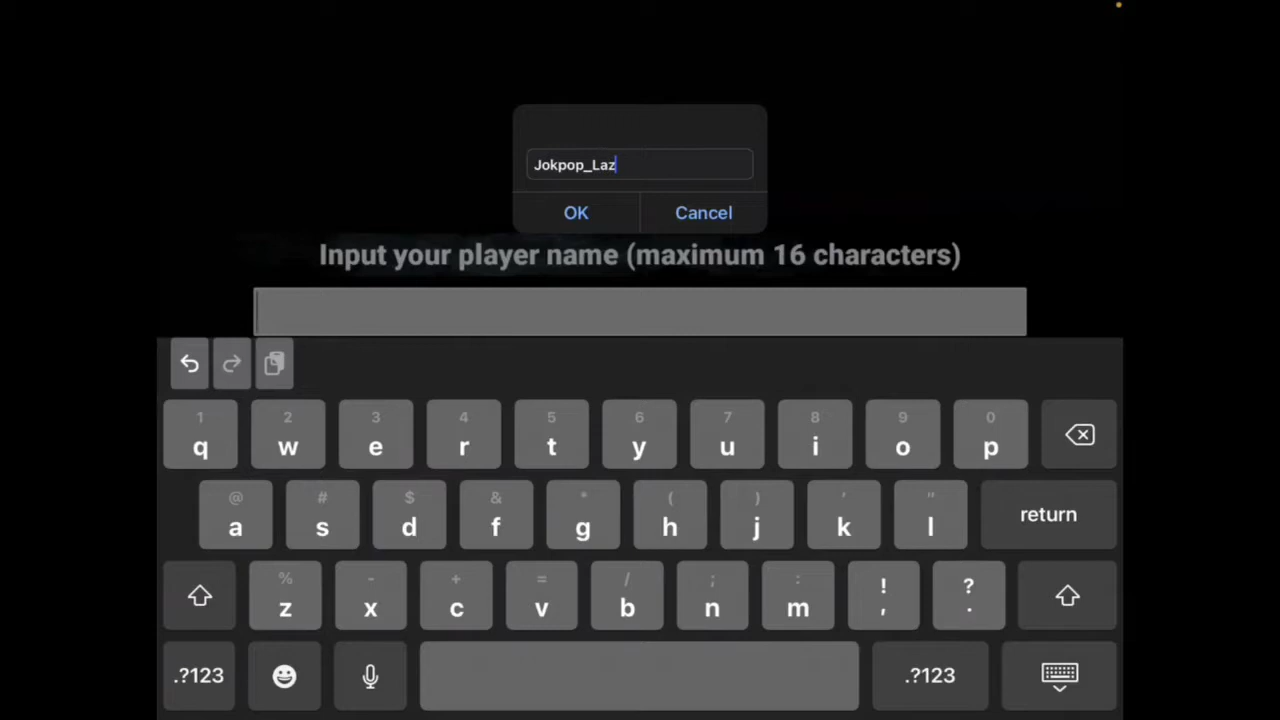 Jokpop_Laz
OK Cancel
Input your player name (maximum 16 characters)
1 2 3 4 5 6 7 8 9 0
q w e r t y u i o p
@ # $ & * ( ) ' "
a s d f g h j k l return
% - + = / ; : ! ?
z x c v b n m , .
.?123 .?123